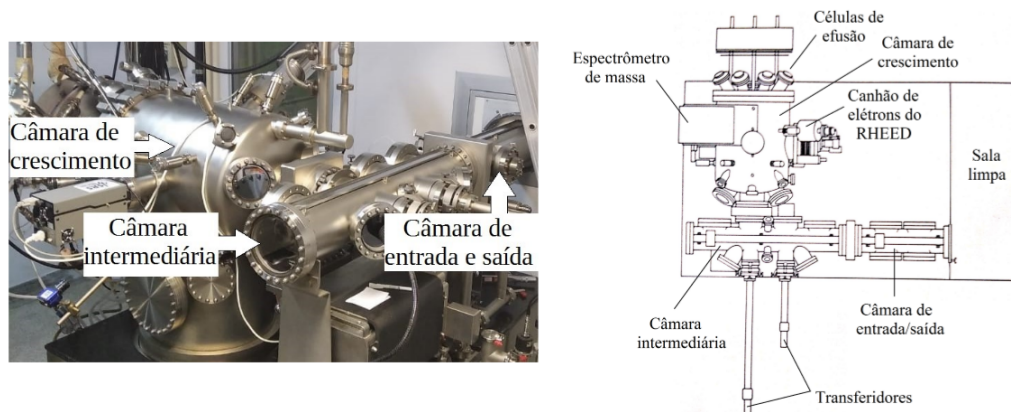 Câmara de
crescimento
Câmara
intermediária
Câmara de
entrada e saída
Células de
efusão
Espectrômetro
de massa
Câmara de
crescimento
Canhão de
elétrons do
RHEED
Sala
limpa
Câmara
intermediária
Câmara de
entrada/saída
Transferidores